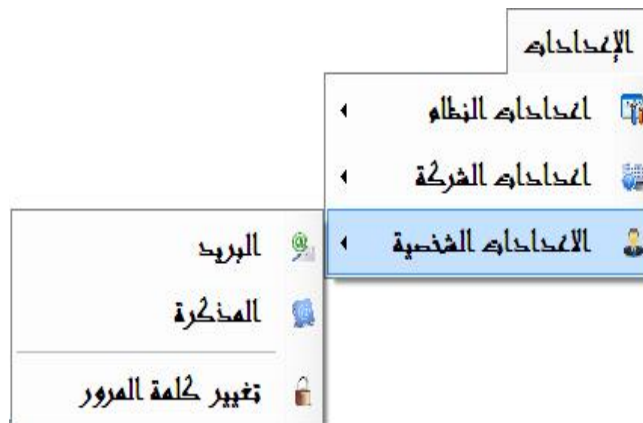 الإعدادات
اعدادات النظام
اعدادات الشركة
الاعدادات الشخصية
البريد
المذكرة
تغيير كلمة المرور